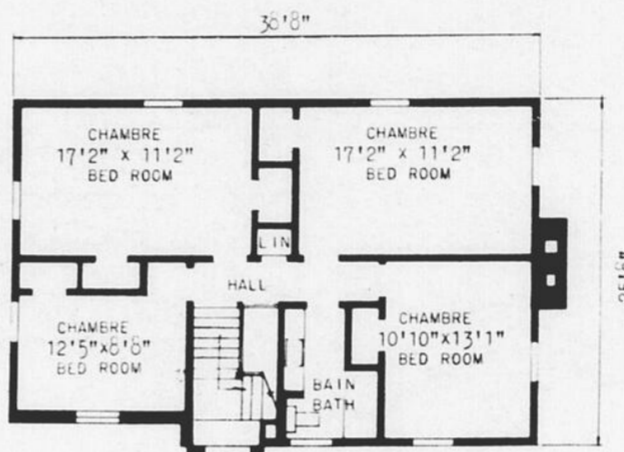 38'8"
CHAMBRE
17'2" x 11'2"
BED ROOM
CHAMBRE
17'2" x 11'2"
BED ROOM
LIN
HALL
CHAMBRE
12'5"x8'8"
BED ROOM
CHAMBRE
10'10"x13'1"
BED ROOM
BAIN
BATH